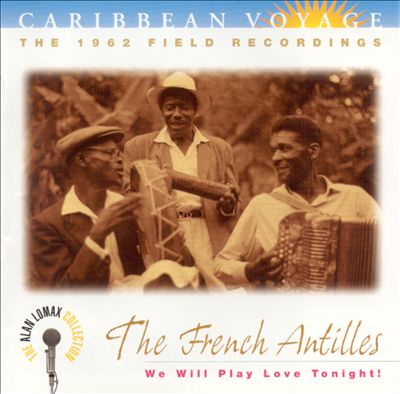 CARIBBEAN VOYAGE
THE 1962 FIELD RECORDINGS
THE ALAN LOMAX COLLECTION
The French Antilles
We Will Play Love Tonight!